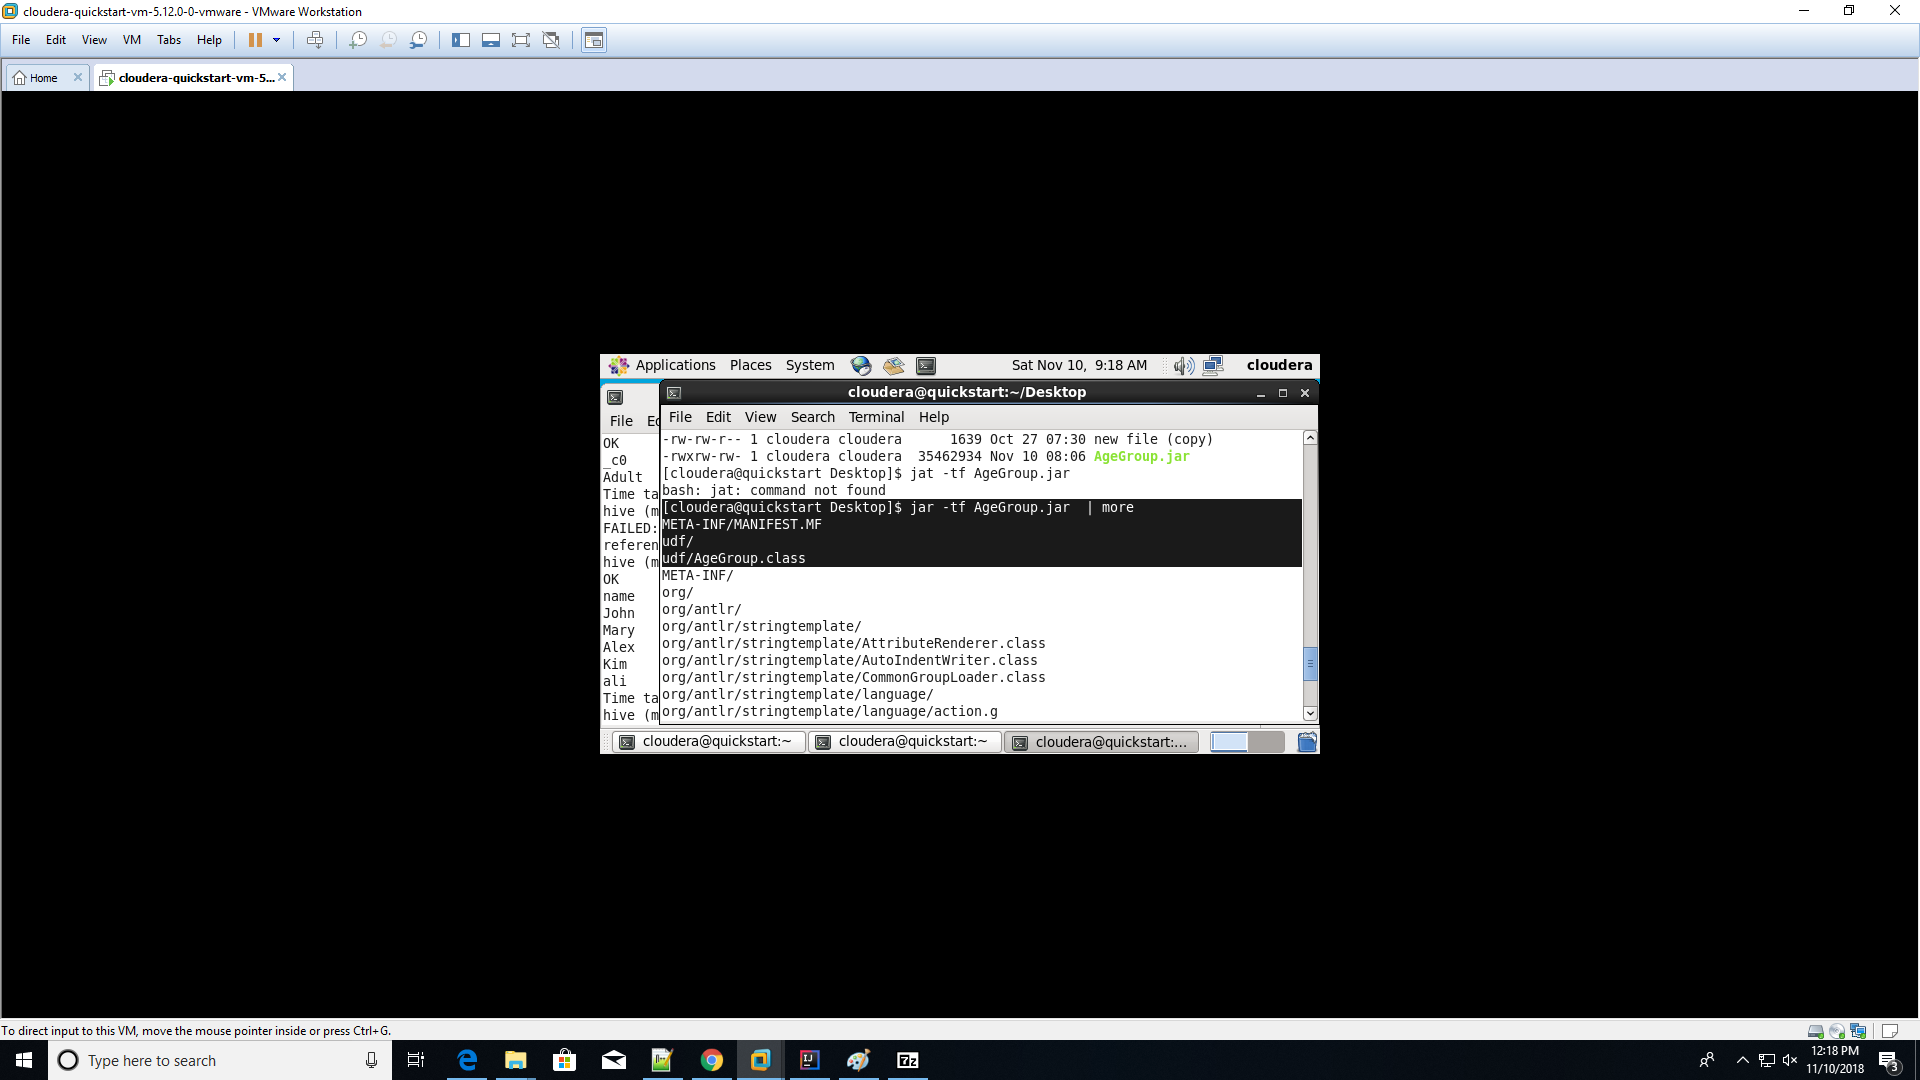 cloudera-quickstart-vm-5.12.0-0-vmware - VMware Workstation
File Edit View VM Tabs Help
Home cloudera-quickstart-vm-5...
Applications Places System Sat Nov 10, 9:18 AM cloudera
cloudera@quickstart:~/Desktop
File Edit View Search Terminal Help
File Ec
OK
_c0
Adult
Time ta
hive (m
FAILED:
referen
hive (m
OK
name
John
Mary
Alex
Kim
ali
Time ta
hive (m
-rw-rw-r-- 1 cloudera cloudera      1639 Oct 27 07:30 new file (copy)
-rwxrw-rw- 1 cloudera cloudera  35462934 Nov 10 08:06 AgeGroup.jar
[cloudera@quickstart Desktop]$ jat -tf AgeGroup.jar
bash: jat: command not found
[cloudera@quickstart Desktop]$ jar -tf AgeGroup.jar  | more
META-INF/MANIFEST.MF
udf/
udf/AgeGroup.class
META-INF/
org/
org/antlr/
org/antlr/stringtemplate/
org/antlr/stringtemplate/AttributeRenderer.class
org/antlr/stringtemplate/AutoIndentWriter.class
org/antlr/stringtemplate/CommonGroupLoader.class
org/antlr/stringtemplate/language/
org/antlr/stringtemplate/language/action.g
cloudera@quickstart:~ cloudera@quickstart:~ cloudera@quickstart:...
To direct input to this VM, move the mouse pointer inside or press Ctrl+G.
Type here to search
12:18 PM
11/10/2018
3